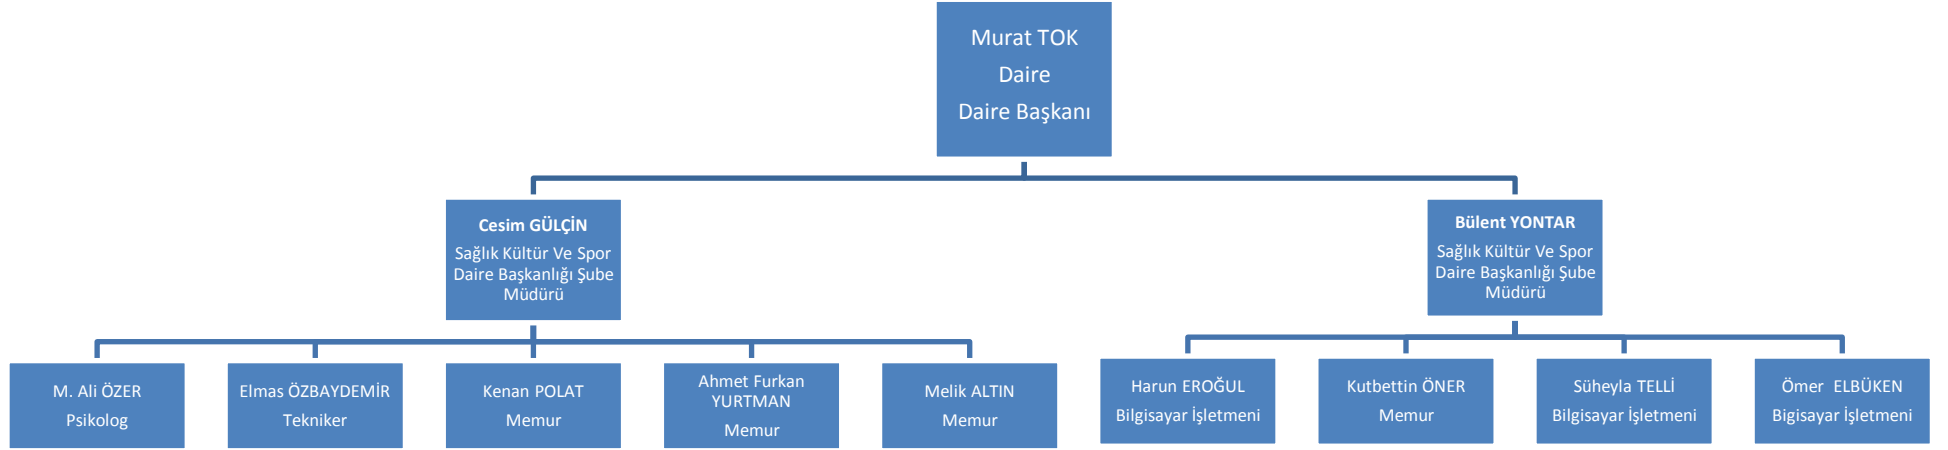 Murat TOK
Daire
Daire Başkanı
Cesim GÜLÇİN
Sağlık Kültür Ve Spor
Daire Başkanlığı Şube
Müdürü
Bülent YONTAR
Sağlık Kültür Ve Spor
Daire Başkanlığı Şube
Müdürü
M. Ali ÖZER
Psikolog
Elmas ÖZBAYDEMİR
Tekniker
Kenan POLAT
Memur
Ahmet Furkan
YURTMAN
Memur
Melik ALTIN
Memur
Harun EROĞUL
Bilgisayar İşletmeni
Kutbettin ÖNER
Memur
Süheyla TELLİ
Bilgisayar İşletmeni
Ömer  ELBÜKEN
Bigisayar İşletmeni